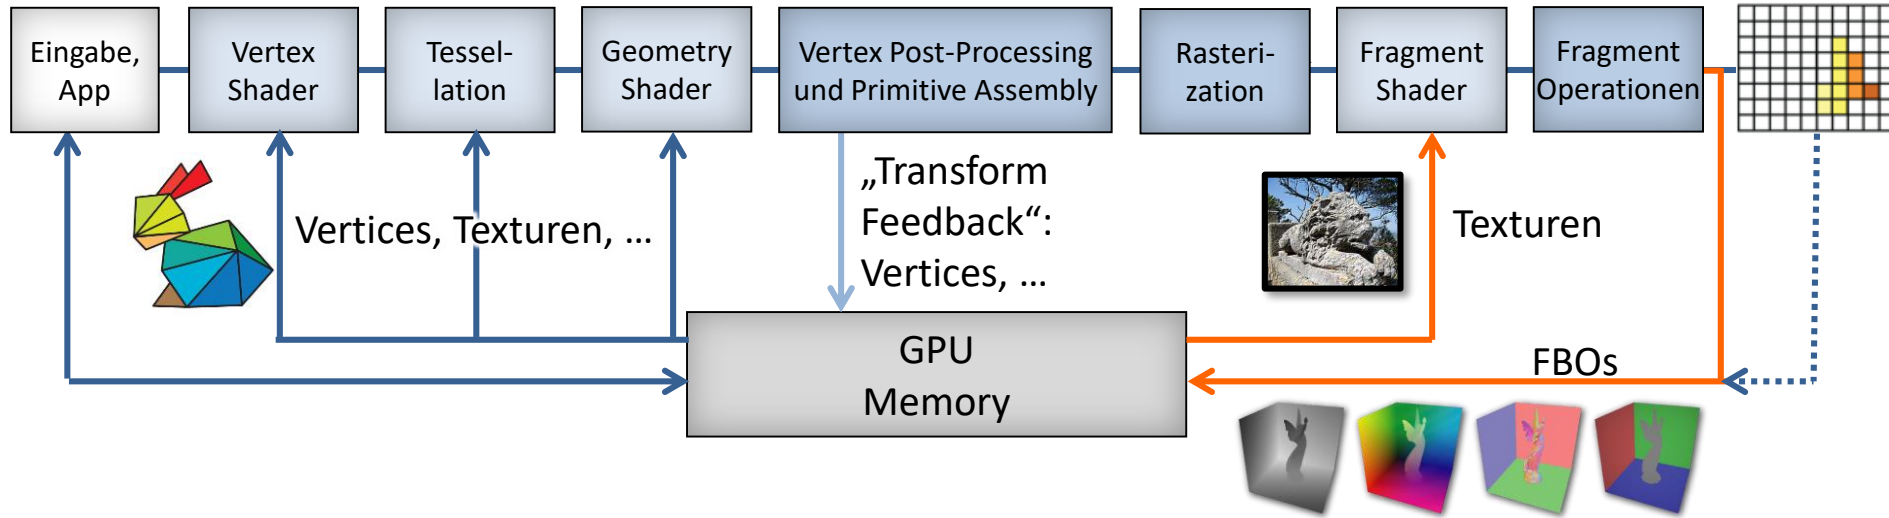 Eingabe,
App
Vertex
Shader
Tessel-
lation
Geometry
Shader
Vertex Post-Processing
und Primitive Assembly
Rasteri-
zation
Fragment
Shader
Fragment
Operationen
Vertices, Texturen, …
„Transform
Feedback“:
Vertices, …
Texturen
GPU
Memory
FBOs